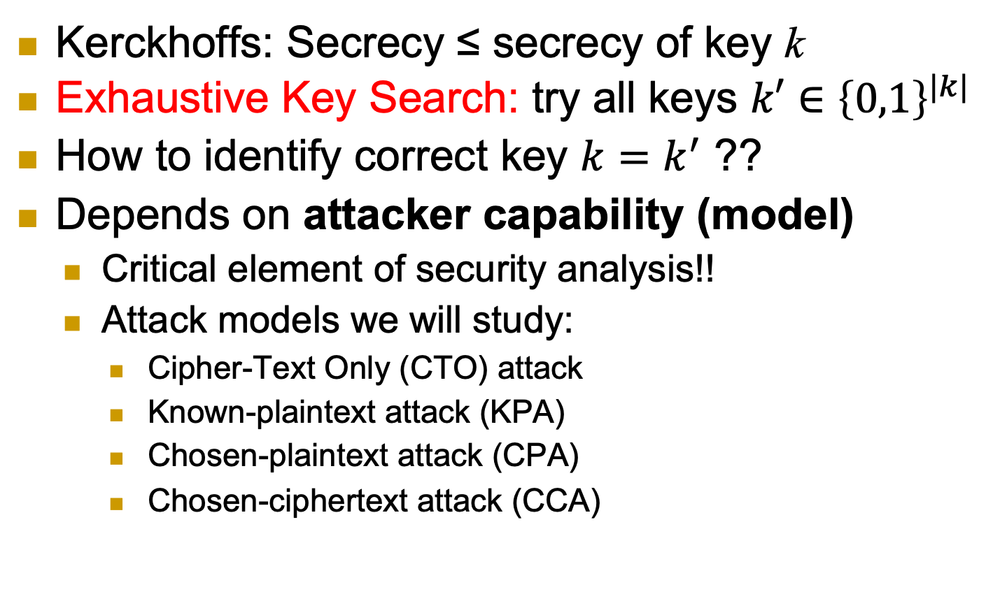 Kerckhoffs: Secrecy ≤ secrecy of key k
Exhaustive Key Search: try all keys k′ ∈ {0,1}^|k|
How to identify correct key k = k′ ??
Depends on attacker capability (model)
Critical element of security analysis!!
Attack models we will study:
Cipher-Text Only (CTO) attack
Known-plaintext attack (KPA)
Chosen-plaintext attack (CPA)
Chosen-ciphertext attack (CCA)